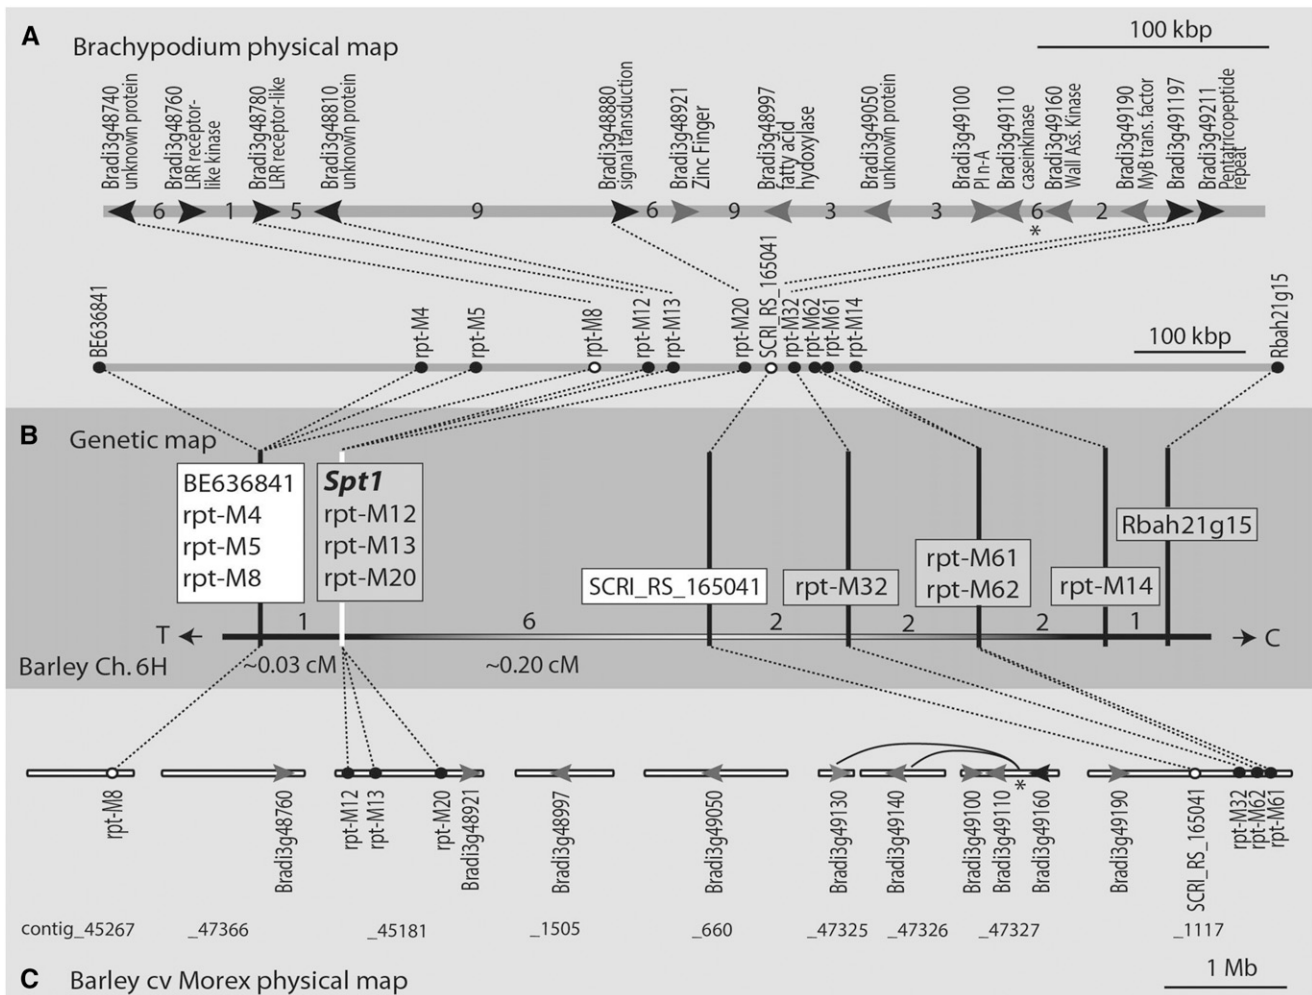 A
Brachypodium physical map
100 kbp
Bradi3g48740
unknown protein
Bradi3g48760
LRR receptor-
like kinase
Bradi3g48780
LRR receptor-like
Bradi3g48810
unknown protein
Bradi3g48880
signal transduction
Bradi3g48921
Zinc Finger
Bradi3g48997
fatty acid
hydoxylase
Bradi3g49050
unknown protein
Bradi3g49100
PI n-A
Bradi3g49110
caseinkinase
Bradi3g49160
Wall Ass. Kinase
Bradi3g49190
MyB trans. factor
Bradi3g491197
Bradi3g49211
Pentatricopeptide
repeat
6 1 5 9 6 9 3 3 6 2
*
BE636841
rpt-M4
rpt-M5
rpt-M8
rpt-M12
rpt-M13
rpt-M20
SCRI_RS_165041
rpt-M32
rpt-M62
rpt-M61
rpt-M14
Rbah21g15
100 kbp
B
Genetic map
BE636841
rpt-M4
rpt-M5
rpt-M8
Spt1
rpt-M12
rpt-M13
rpt-M20
SCRI_RS_165041
rpt-M32
rpt-M61
rpt-M62
rpt-M14
Rbah21g15
1 6 2 2 2 1
T
C
Barley Ch. 6H
~0.03 cM
~0.20 cM
rpt-M8
Bradi3g48760
rpt-M12
rpt-M13
rpt-M20
Bradi3g48921
Bradi3g48997
Bradi3g49050
Bradi3g49130
Bradi3g49140
Bradi3g49100
Bradi3g49110
*
Bradi3g49160
Bradi3g49190
SCRI_RS_165041
rpt-M32
rpt-M62
rpt-M61
contig_45267 _47366 _45181 _1505 _660 _47325 _47326 _47327 _1117
C
Barley cv Morex physical map
1 Mb